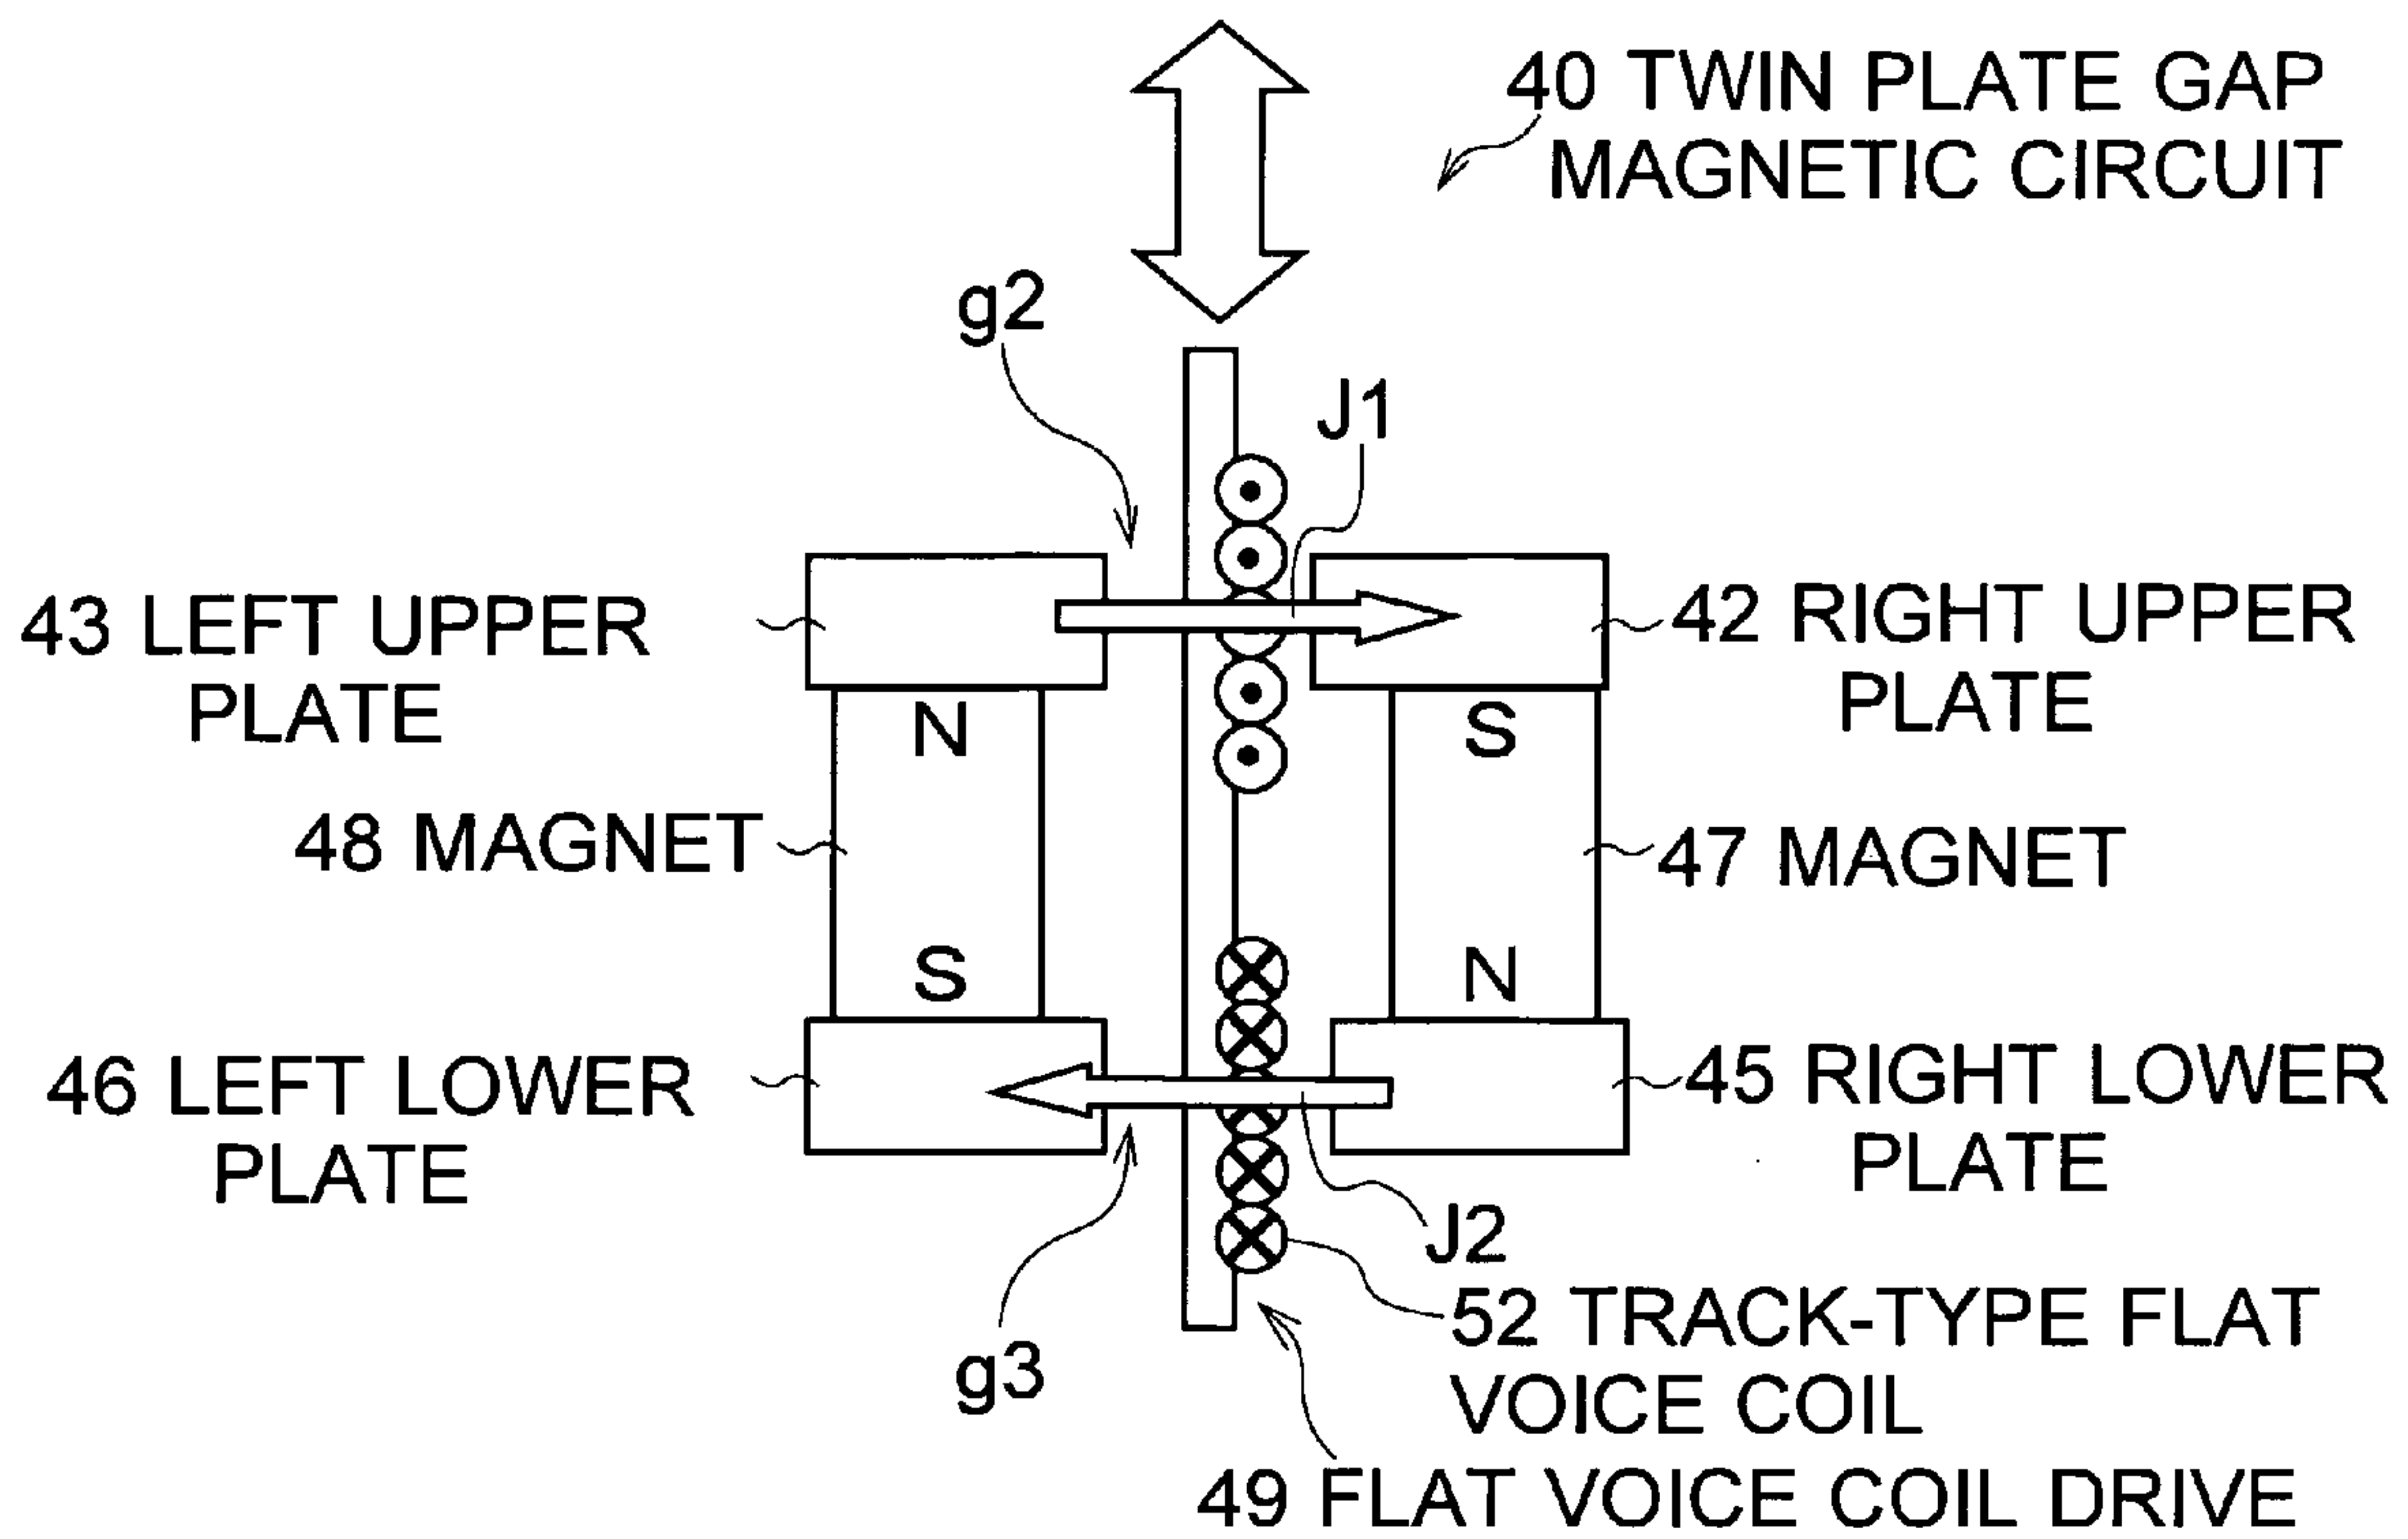 40 TWIN PLATE GAP
MAGNETIC CIRCUIT
g2
J1
43 LEFT UPPER
PLATE
42 RIGHT UPPER
PLATE
N
S
48 MAGNET
47 MAGNET
S
N
46 LEFT LOWER
PLATE
45 RIGHT LOWER
PLATE
J2
g3
52 TRACK-TYPE FLAT
VOICE COIL
49 FLAT VOICE COIL DRIVE